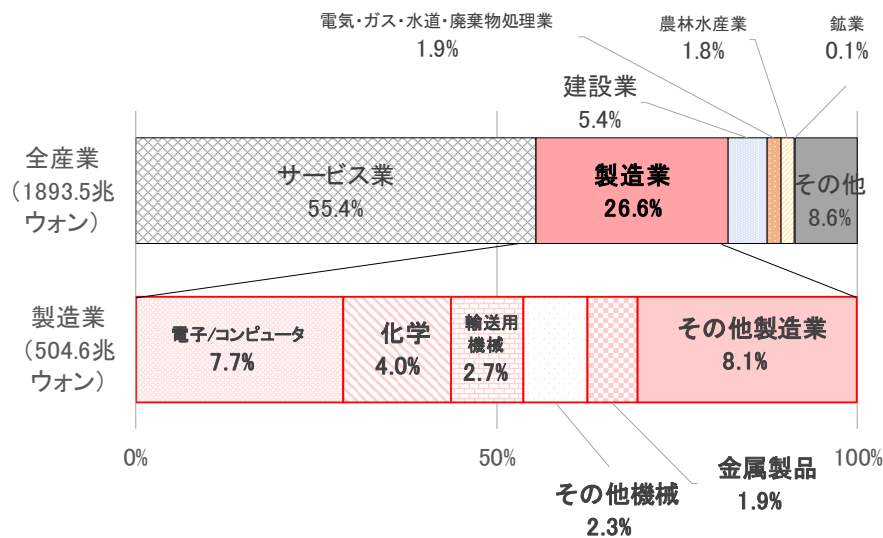 電気・ガス・水道・廃棄物処理業
1.9%
農林水産業
1.8%
鉱業
0.1%
建設業
5.4%
全産業
（1893.5兆
ウォン）
サービス業
55.4%
製造業
26.6%
その他
8.6%
製造業
（504.6兆
ウォン）
電子/コンピュータ
7.7%
化学
4.0%
輸送用
機械
2.7%
その他製造業
8.1%
0%
50%
100%
その他機械
2.3%
金属製品
1.9%